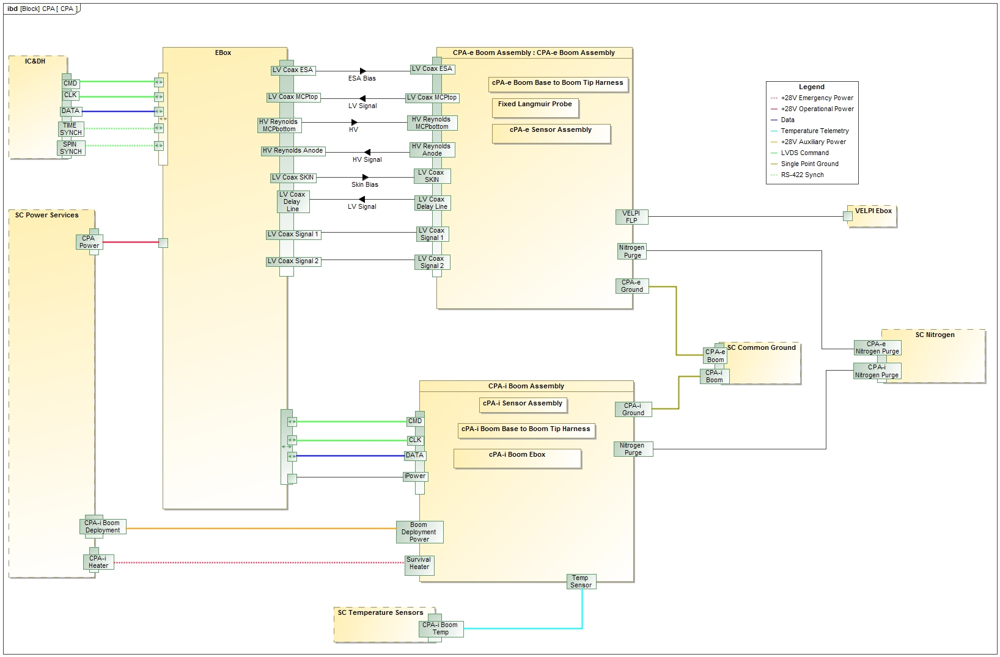 ibd [Block] CPA [ CPA ]
IC&DH
CMD
CLK
DATA
TIME
SYNCH
SPIN
SYNCH
SC Power Services
CPA
Power
CPA-i Boom
Deployment
CPA-i
Heater
EBox
LV Coax ESA
LV Coax MCPtop
HV Reynolds
MCPbottom
HV Reynolds Anode
LV Coax SKIN
LV Coax
Delay
Line
LV Coax Signal 1
LV Coax Signal 2
ESA Bias
LV Signal
HV
HV Signal
Skin Bias
LV Signal
CPA-e Boom Assembly : CPA-e Boom Assembly
LV Coax ESA
LV Coax MCPtop
HV Reynolds
MCPbottom
HV Reynolds
Anode
LV Coax
SKIN
LV Coax
Delay Line
LV Coax
Signal 1
LV Coax
Signal 2
cPA-e Boom Base to Boom Tip Harness
Fixed Langmuir Probe
cPA-e Sensor Assembly
VELPI
FLP
Nitrogen
Purge
CPA-e
Ground
Legend
+28V Emergency Power
+28V Operational Power
Data
Temperature Telemetry
+28V Auxiliary Power
LVDS Command
Single Point Ground
RS-422 Synch
VELPI Ebox
SC Common Ground
CPA-e
Boom
CPA-i
Boom
SC Nitrogen
CPA-e
Nitrogen Purge
CPA-i
Nitrogen Purge
CPA-i Boom Assembly
cPA-i Sensor Assembly
cPA-i Boom Base to Boom Tip Harness
cPA-i Boom Ebox
CMD
CLK
DATA
iPower
Boom
Deployment
Power
Survival
Heater
CPA-i
Ground
Nitrogen
Purge
Temp
Sensor
SC Temperature Sensors
CPA-i Boom
Temp